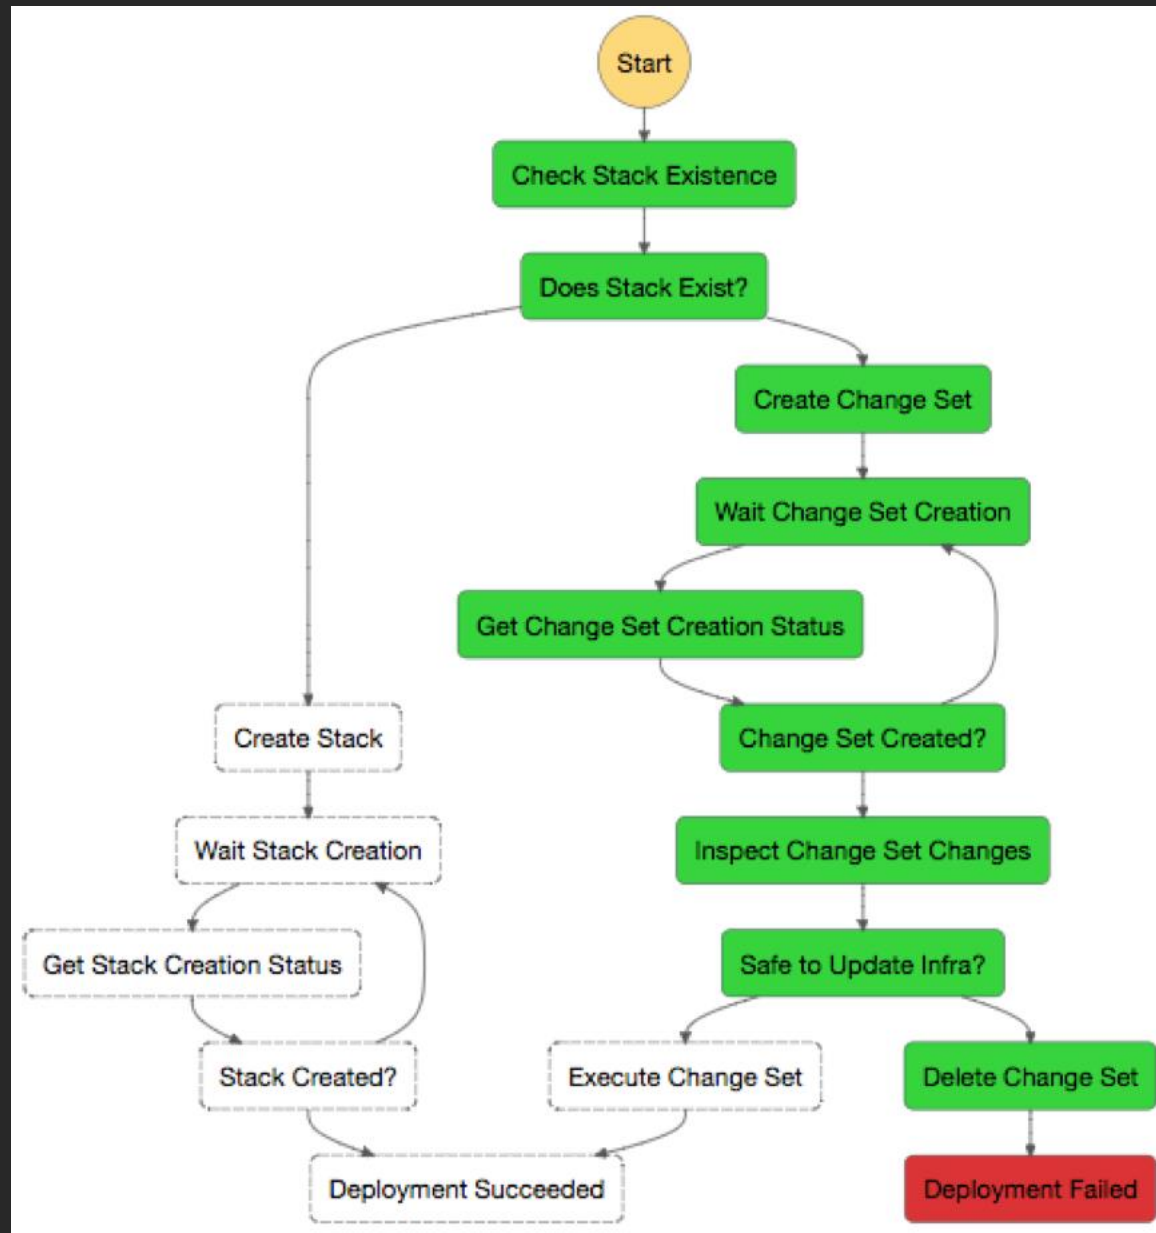 Start
Check Stack Existence
Does Stack Exist?
Create Change Set
Wait Change Set Creation
Get Change Set Creation Status
Create Stack
Change Set Created?
Wait Stack Creation
Inspect Change Set Changes
Get Stack Creation Status
Safe to Update Infra?
Stack Created?
Execute Change Set
Delete Change Set
Deployment Succeeded
Deployment Failed